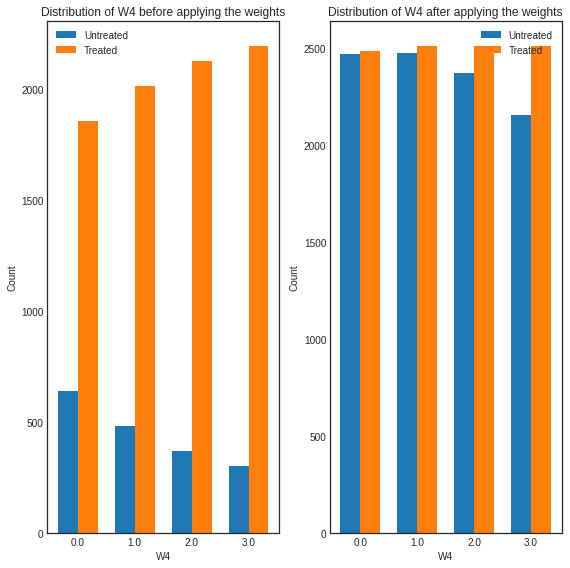 Distribution of W4 before applying the weights
Untreated
Treated
2000
1500
1000
500
0
Count
0.0 1.0 2.0 3.0
W4
Distribution of W4 after applying the weights
Untreated
Treated
2500
2000
1500
1000
500
0
Count
0.0 1.0 2.0 3.0
W4